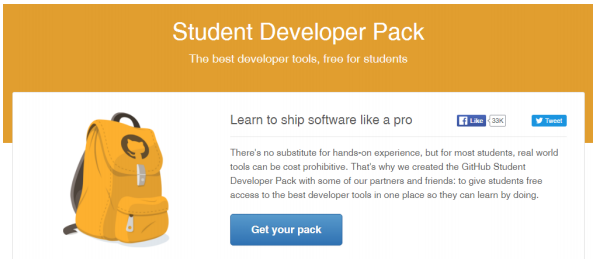 Student Developer Pack
The best developer tools, free for students
Learn to ship software like a pro
Like
33K
Tweet
There's no substitute for hands-on experience, but for most students, real world
tools can be cost prohibitive. That's why we created the GitHub Student
Developer Pack with some of our partners and friends: to give students free
access to the best developer tools in one place so they can learn by doing.
Get your pack